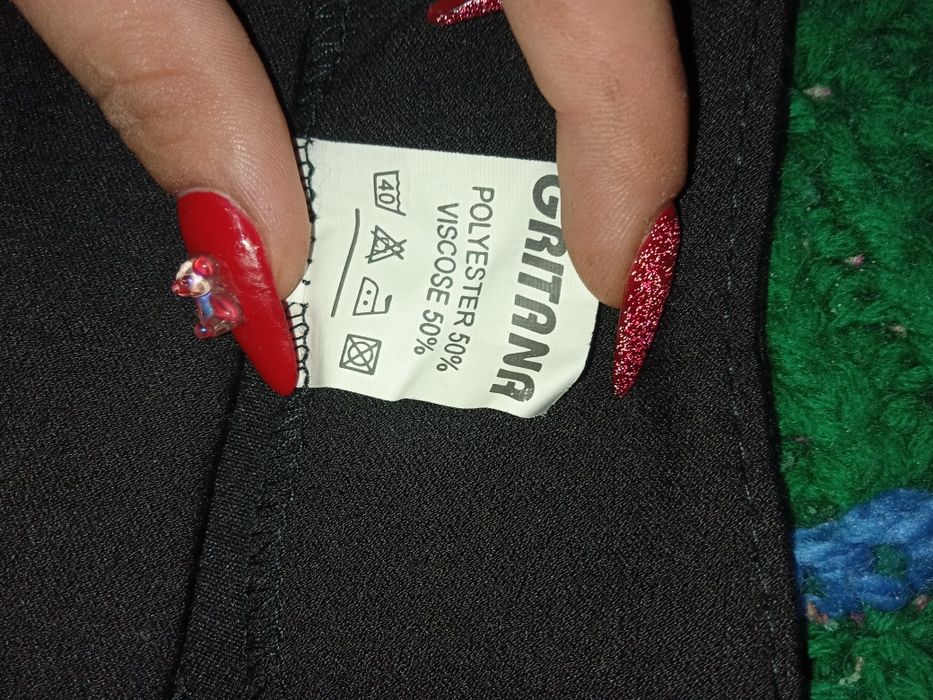 GRITANA
POLYESTER 50%
VISCOSE 50%
40